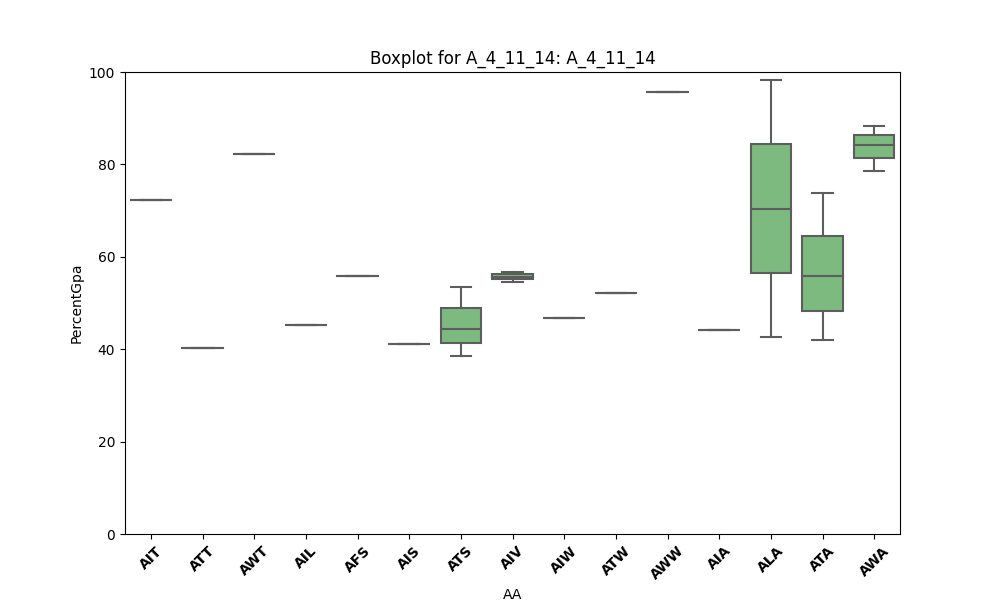 Boxplot for A_4_11_14: A_4_11_14
100
80
60
40
20
0
PercentGpa
AIT ATT AWT AIL AFS AIS ATS AIV AIW ATW AWW AIA ALA ATA AWA
AA